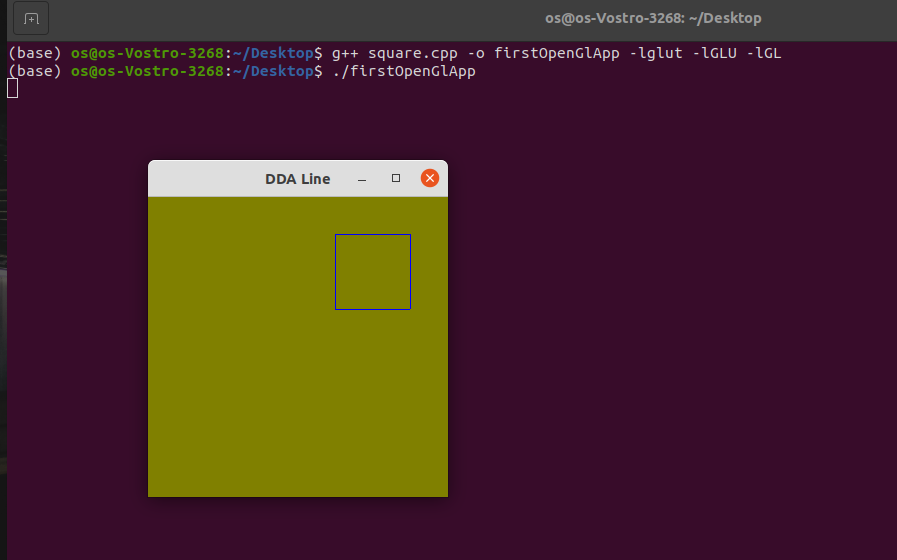 os@os-Vostro-3268: ~/Desktop
(base) os@os-Vostro-3268:~/Desktop$ g++ square.cpp -o firstOpenGlApp -lglut -lGLU -lGL
(base) os@os-Vostro-3268:~/Desktop$ ./firstOpenGlApp
DDA Line